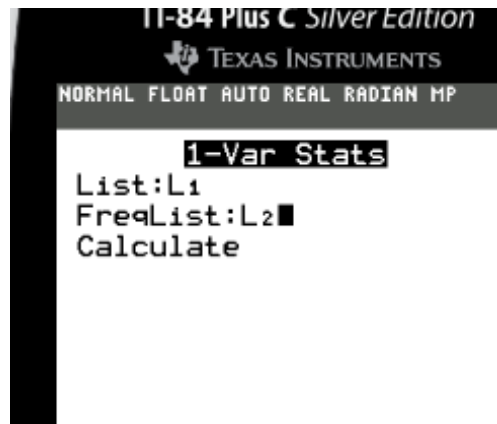 TI-84 Plus C Silver Edition
TEXAS INSTRUMENTS
NORMAL FLOAT AUTO REAL RADIAN MP
1-Var Stats
List:L₁
FreqList:L₂
Calculate